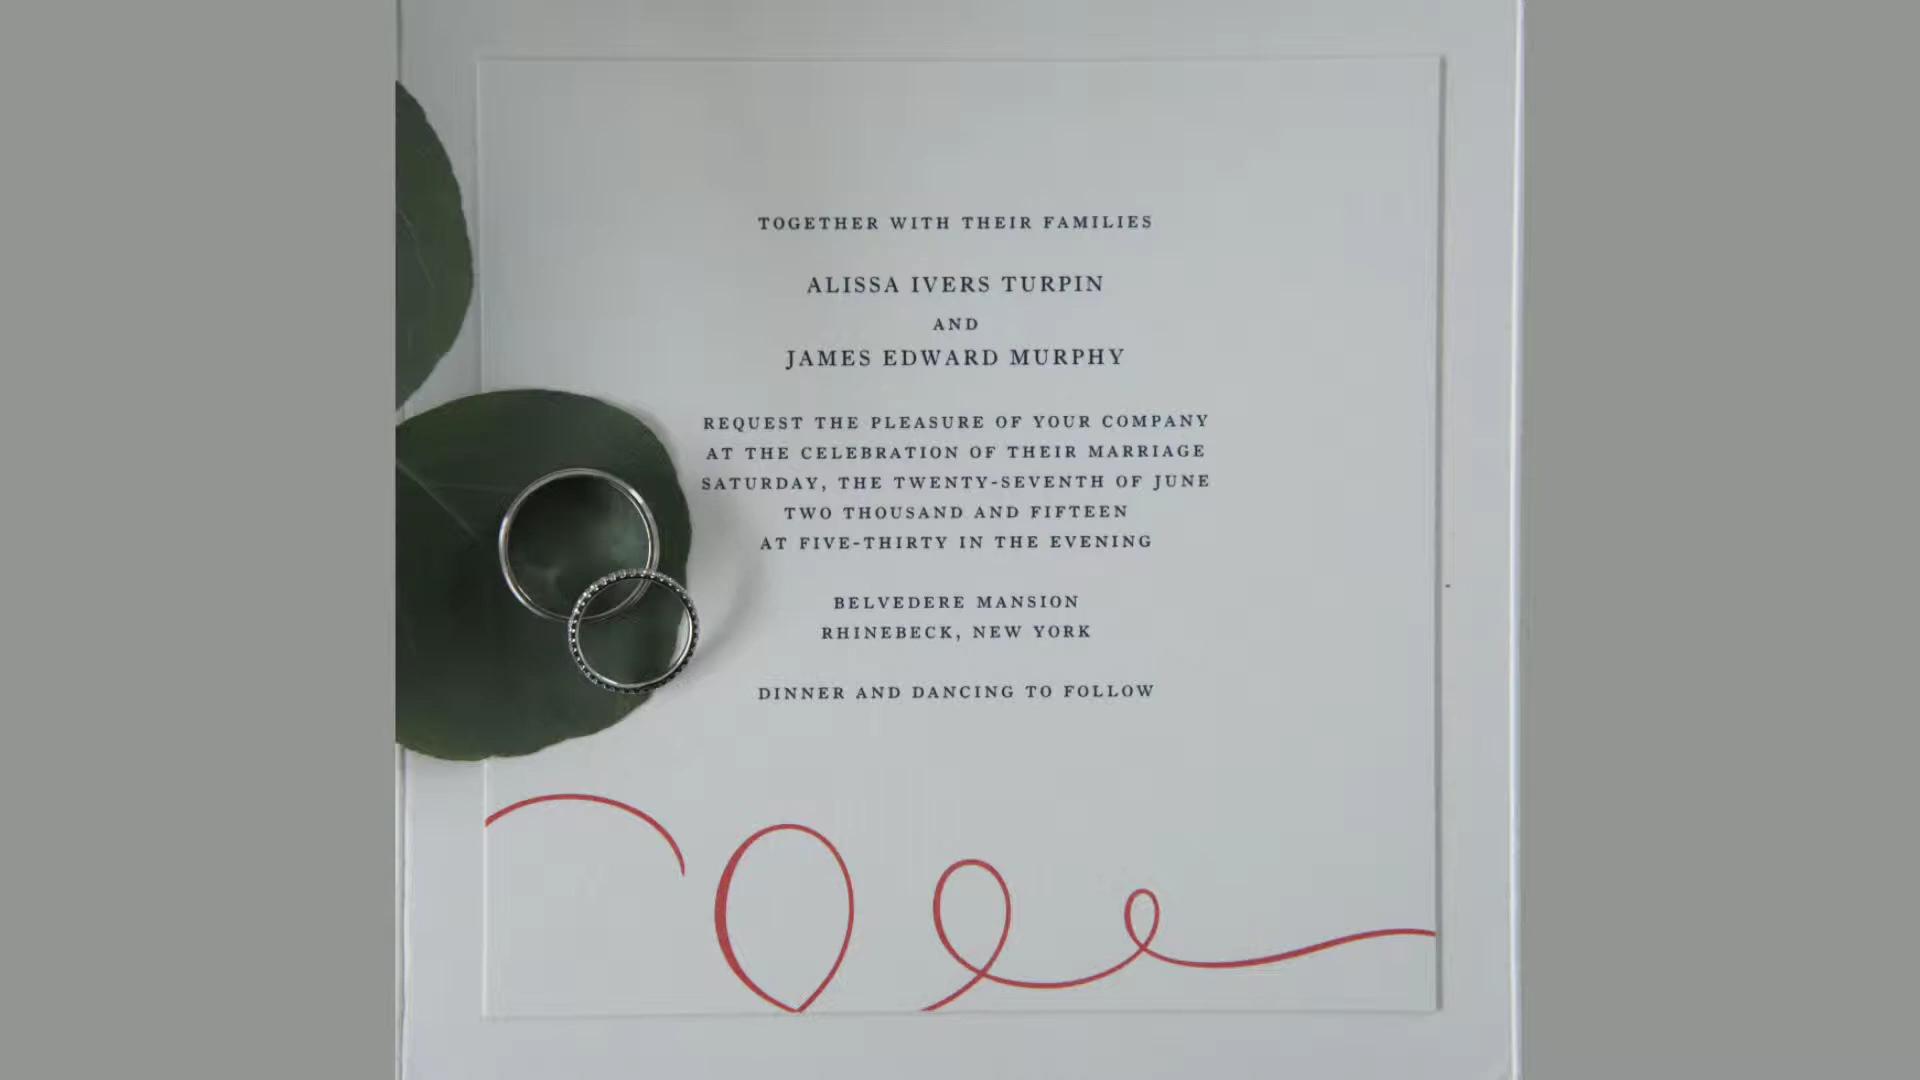 TOGETHER WITH THEIR FAMILIES
ALISSA IVERS TURPIN
AND
JAMES EDWARD MURPHY
REQUEST THE PLEASURE OF YOUR COMPANY
AT THE CELEBRATION OF THEIR MARRIAGE
SATURDAY, THE TWENTY-SEVENTH OF JUNE
TWO THOUSAND AND FIFTEEN
AT FIVE-THIRTY IN THE EVENING
BELVEDERE MANSION
RHINEBECK, NEW YORK
DINNER AND DANCING TO FOLLOW